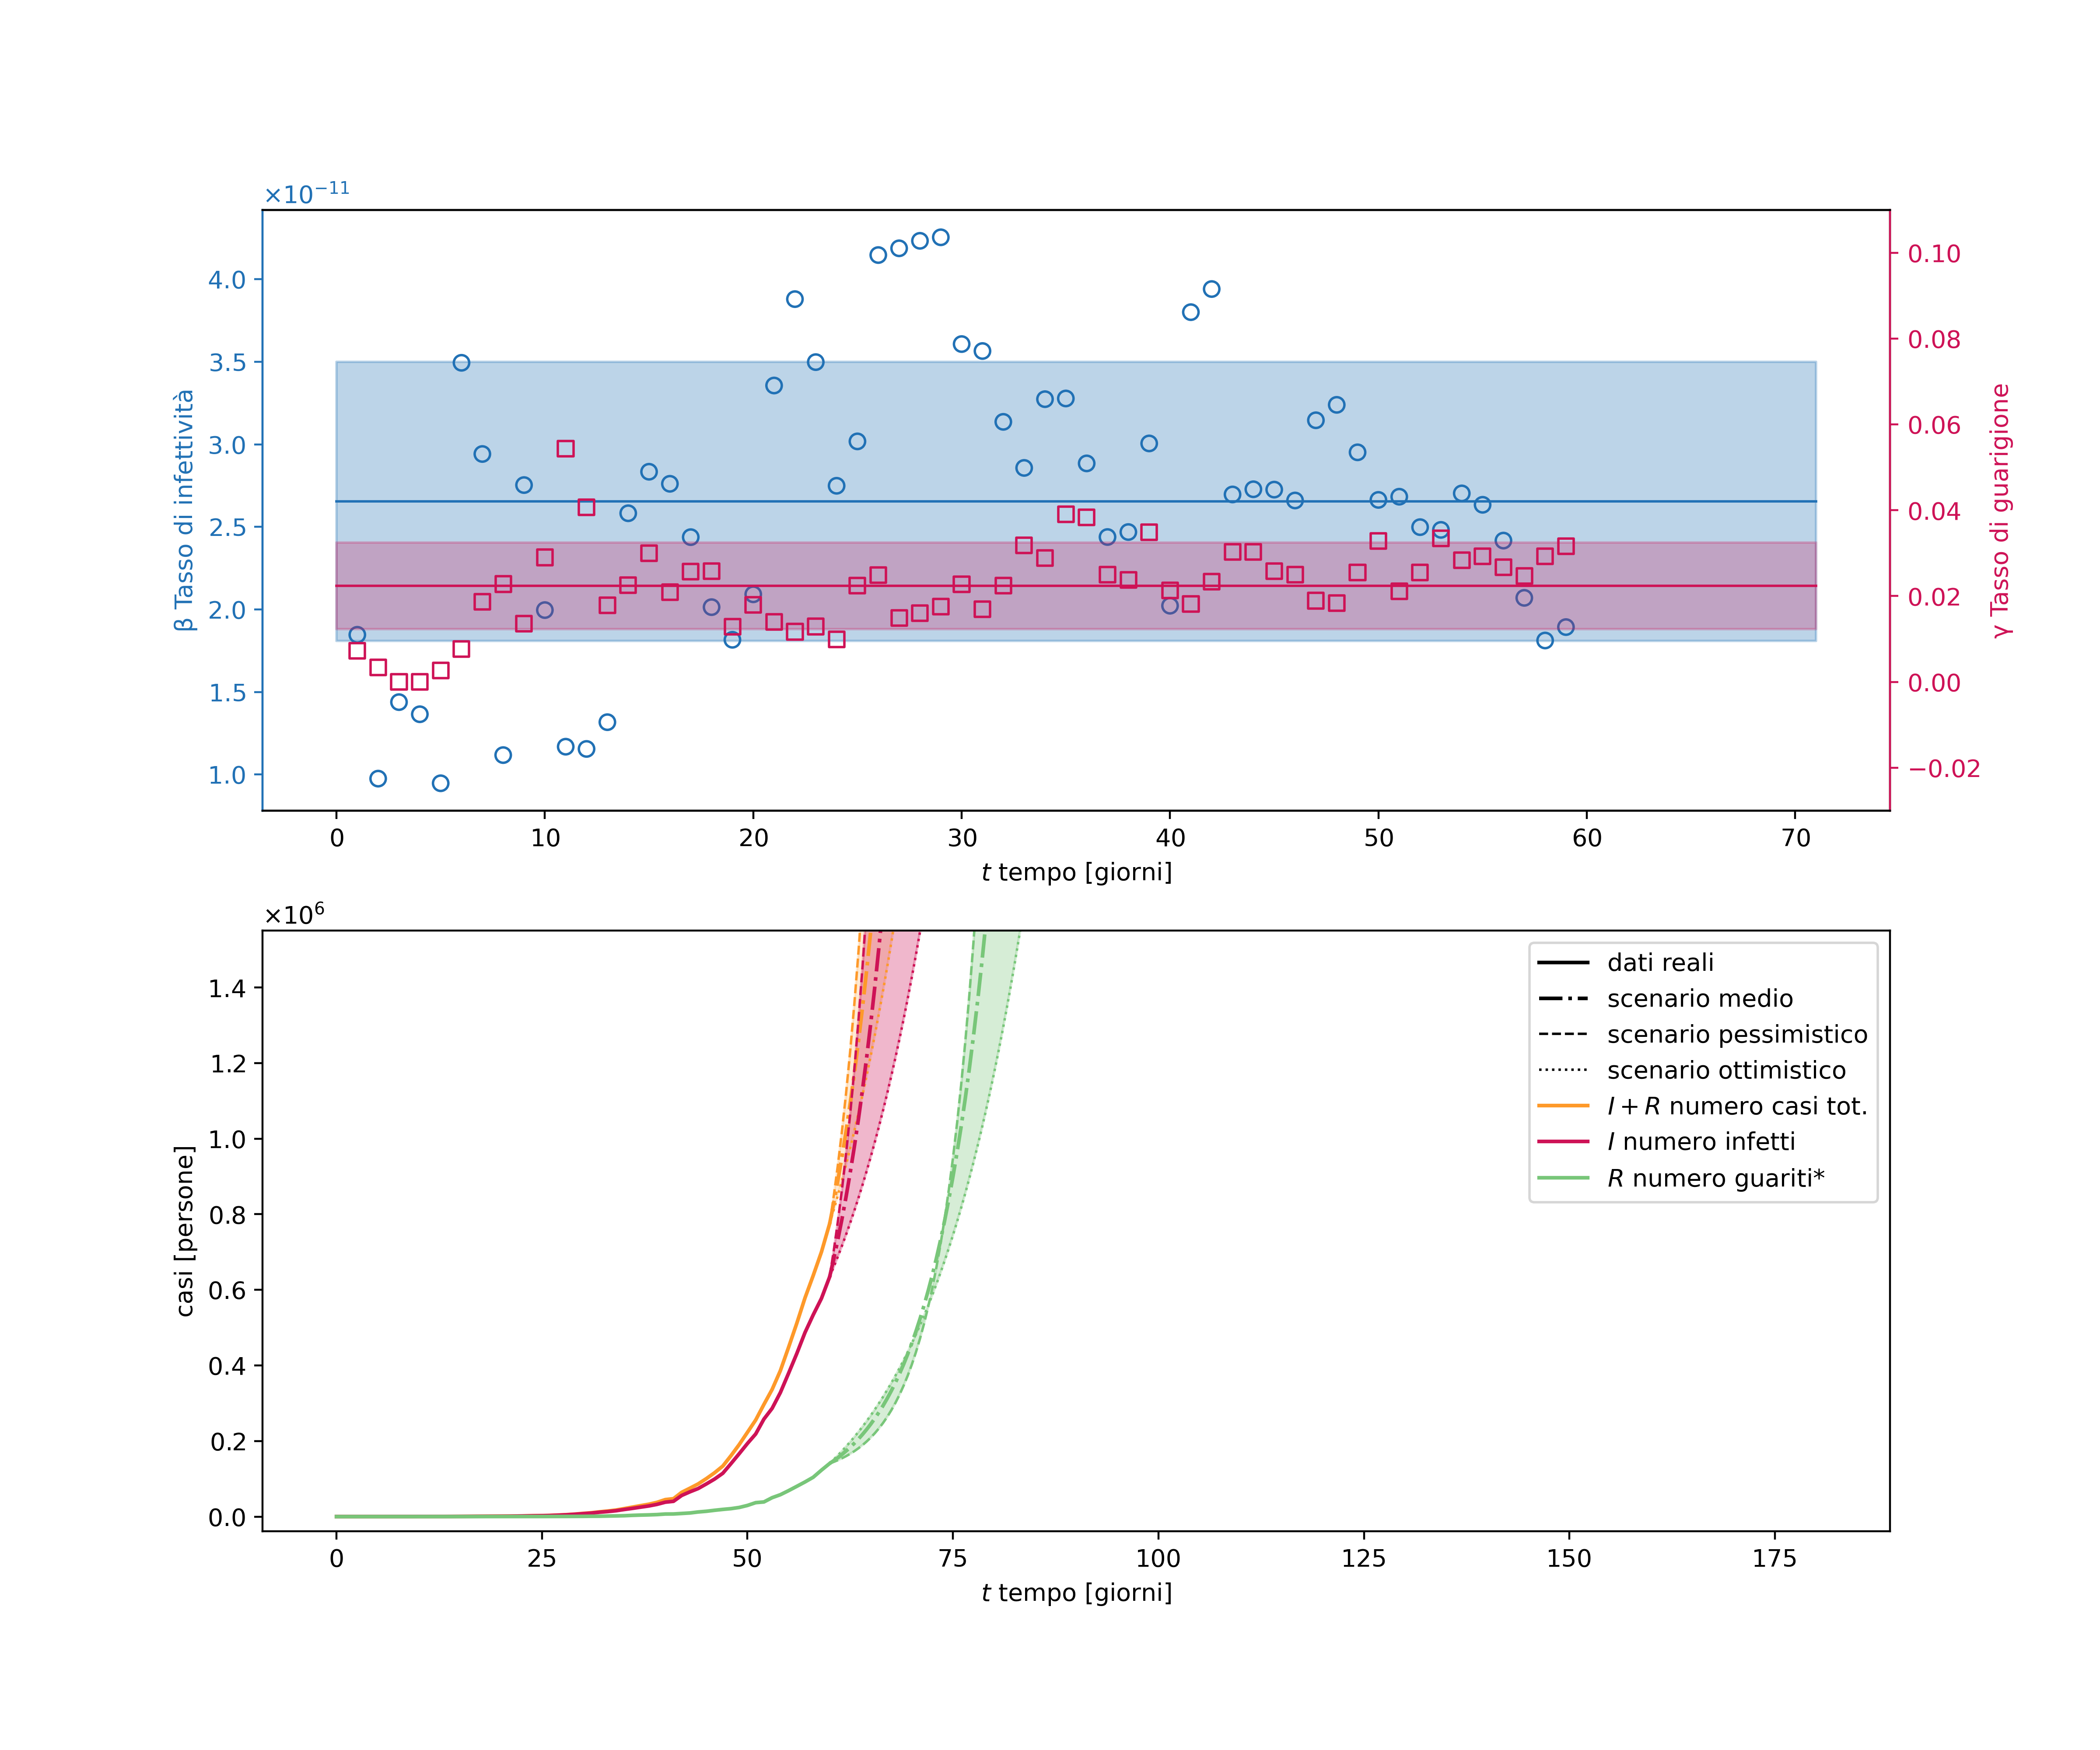 ×10⁻¹¹
4.0
3.5
3.0
2.5
2.0
1.5
1.0
β Tasso di infettività
0.10
0.08
0.06
0.04
0.02
0.00
−0.02
γ Tasso di guarigione
0 10 20 30 40 50 60 70
t tempo [giorni]
×10⁶
1.4
1.2
1.0
0.8
0.6
0.4
0.2
0.0
casi [persone]
dati reali
scenario medio
scenario pessimistico
scenario ottimistico
I + R numero casi tot.
I numero infetti
R numero guariti*
0 25 50 75 100 125 150 175
t tempo [giorni]